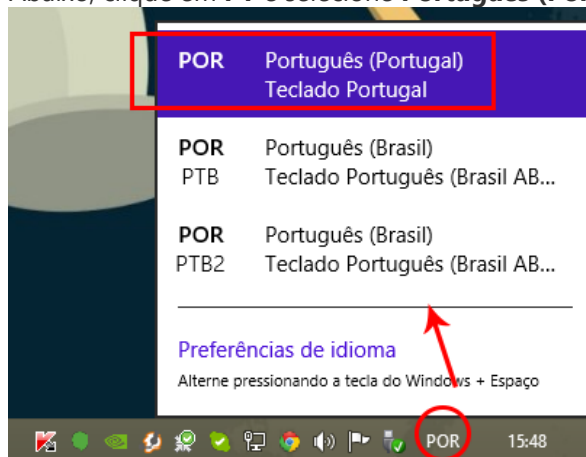 POR Português (Portugal)
Teclado Portugal
POR Português (Brasil)
PTB Teclado Português (Brasil AB...
POR Português (Brasil)
PTB2 Teclado Português (Brasil AB...
Preferências de idioma
Alterne pressionando a tecla do Windows + Espaço
POR 15:48